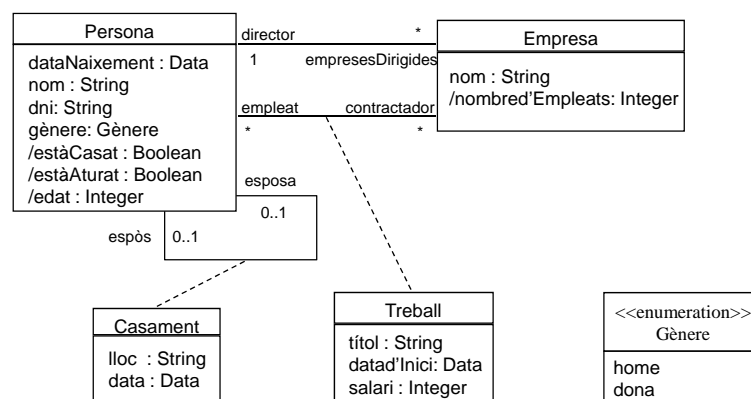 Persona
dataNaixement : Data
nom : String
dni: String
gènere: Gènere
/estàCasat : Boolean
/estàAturat : Boolean
/edat : Integer
director
*
1
empresesDirigides
empleat
contractador
*
*
Empresa
nom : String
/nombred’Empleats: Integer
esposa
0..1
espòs
0..1
Casament
lloc : String
data : Data
Treball
títol : String
datad’Inici: Data
salari : Integer
<<enumeration>>
Gènere
home
dona